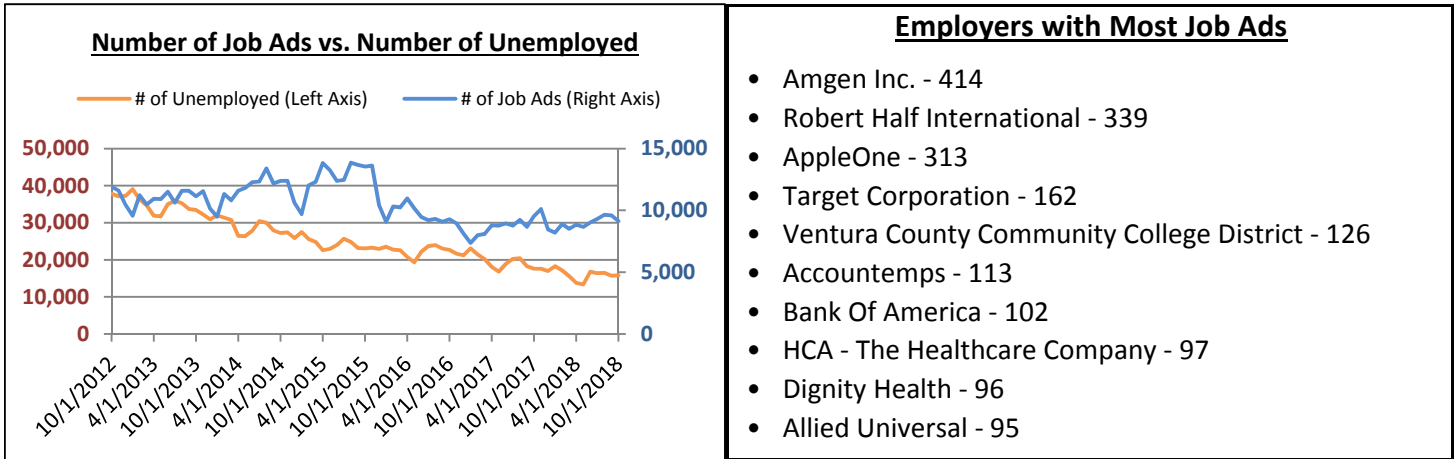 Number of Job Ads vs. Number of Unemployed
# of Unemployed (Left Axis) # of Job Ads (Right Axis)
50,000 15,000
40,000
30,000 10,000
20,000 5,000
10,000
0 0
10/1/2012 4/1/2013 10/1/2013 4/1/2014 10/1/2014 4/1/2015 10/1/2015 4/1/2016 10/1/2016 4/1/2017 10/1/2017 4/1/2018 10/1/2018
Employers with Most Job Ads
• Amgen Inc. - 414
• Robert Half International - 339
• AppleOne - 313
• Target Corporation - 162
• Ventura County Community College District - 126
• Accountemps - 113
• Bank Of America - 102
• HCA - The Healthcare Company - 97
• Dignity Health - 96
• Allied Universal - 95